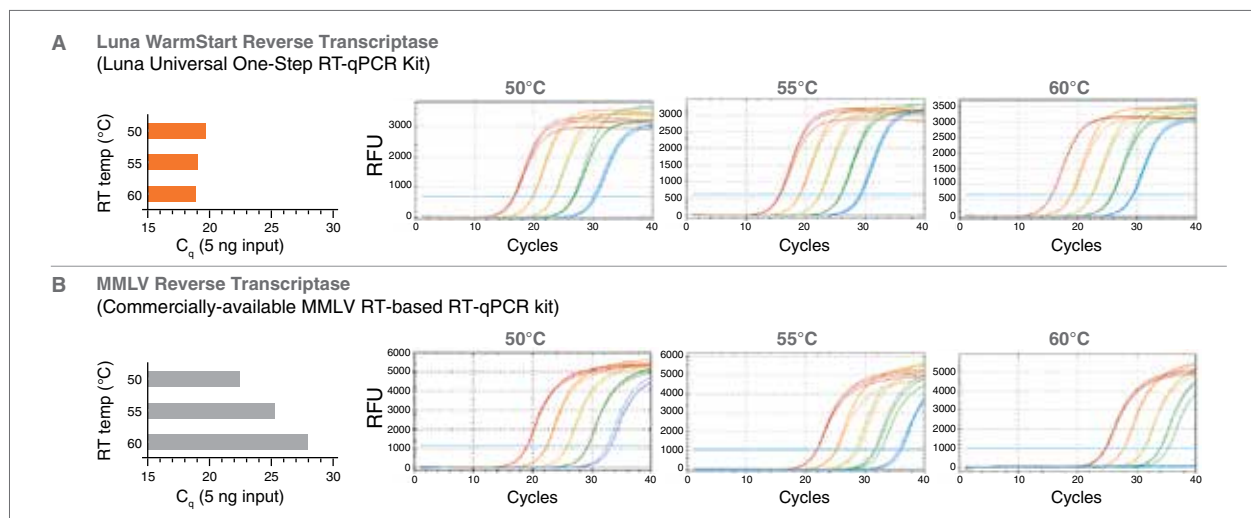 A Luna WarmStart Reverse Transcriptase
(Luna Universal One-Step RT-qPCR Kit)
RT temp (°C)
50
55
60
15 20 25 30
Cq (5 ng input)
50°C
RFU
3000
2000
1000
0
0 10 20 30 40
Cycles
55°C
3000
2500
2000
1500
1000
500
0
0 10 20 30 40
Cycles
60°C
3500
3000
2500
2000
1500
1000
500
0
0 10 20 30 40
Cycles
B MMLV Reverse Transcriptase
(Commercially-available MMLV RT-based RT-qPCR kit)
RT temp (°C)
50
55
60
15 20 25 30
Cq (5 ng input)
50°C
RFU
6000
5000
4000
3000
2000
1000
0
0 10 20 30 40
Cycles
55°C
6000
5000
4000
3000
2000
1000
0
0 10 20 30 40
Cycles
60°C
5000
4000
3000
2000
1000
0
0 10 20 30 40
Cycles